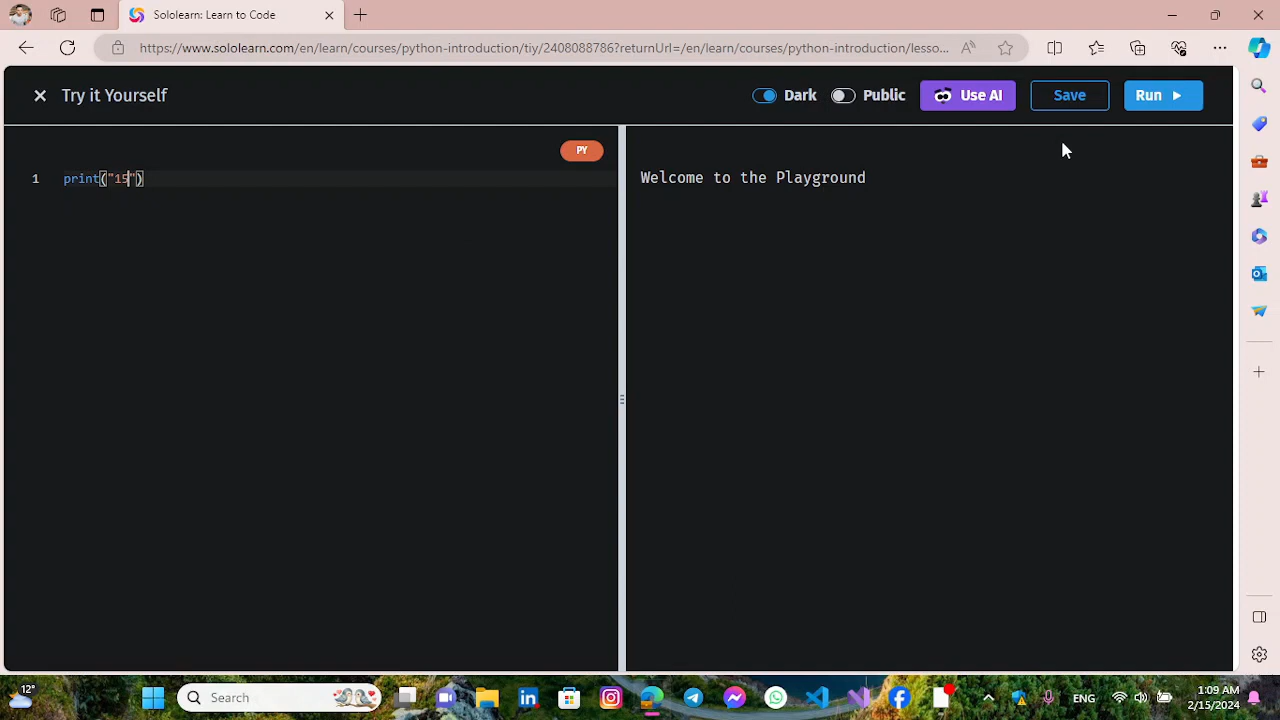 Sololearn: Learn to Code
https://www.sololearn.com/en/learn/courses/python-introduction/tiy/2408088786?returnUrl=/en/learn/courses/python-introduction/lesso...
Try it Yourself
Dark
Public
Use AI
Save
Run
PY
1 print("15")
Welcome to the Playground
12°
Search
ENG
1:09 AM
2/15/2024